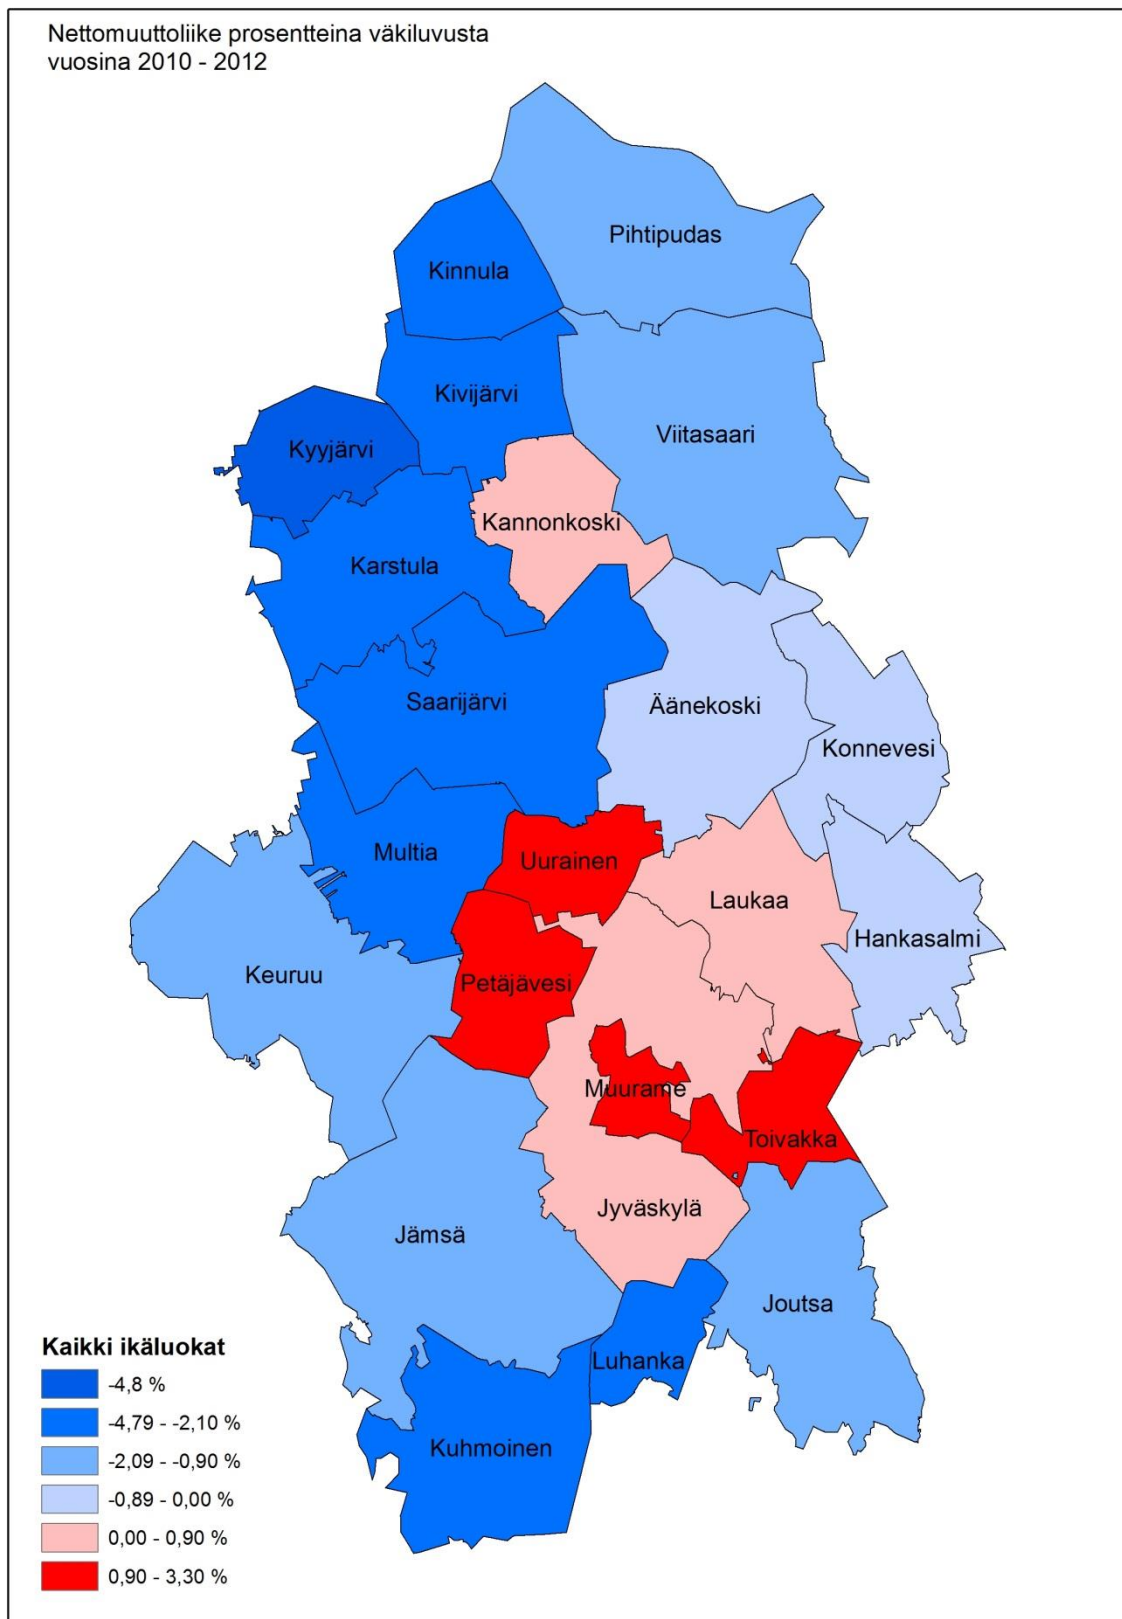 Nettomuuttoliike prosentteina väkiluvusta
vuosina 2010 - 2012
Pihtipudas
Kinnula
Kivijärvi
Viitasaari
Kyyjärvi
Kannonkoski
Karstula
Saarijärvi
Äänekoski
Konnevesi
Multia
Uurainen
Laukaa
Hankasalmi
Keuruu
Petäjävesi
Muurame
Toivakka
Jyväskylä
Jämsä
Joutsa
Luhanka
Kuhmoinen
Kaikki ikäluokat
-4,8 %
-4,79 - -2,10 %
-2,09 - -0,90 %
-0,89 - 0,00 %
0,00 - 0,90 %
0,90 - 3,30 %